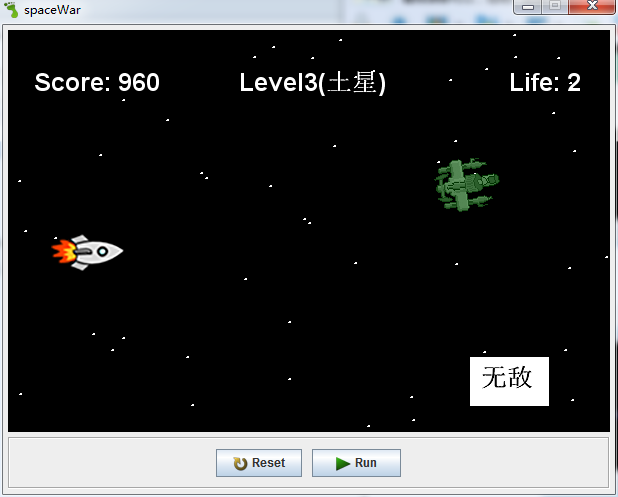 spaceWar
Score: 960
Level3(土星)
Life: 2
无敌
Reset
Run